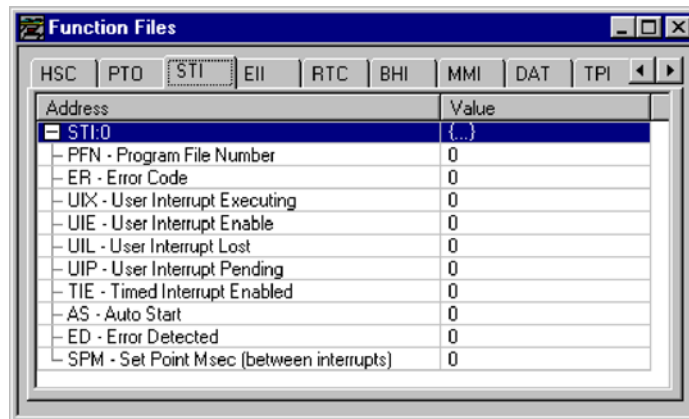 Function Files
HSC PTO STI EII RTC BHI MMI DAT TPI
Address Value
STI:0 {...}
PFN - Program File Number 0
ER - Error Code 0
UIX - User Interrupt Executing 0
UIE - User Interrupt Enable 0
UIL - User Interrupt Lost 0
UIP - User Interrupt Pending 0
TIE - Timed Interrupt Enabled 0
AS - Auto Start 0
ED - Error Detected 0
SPM - Set Point Msec (between interrupts) 0